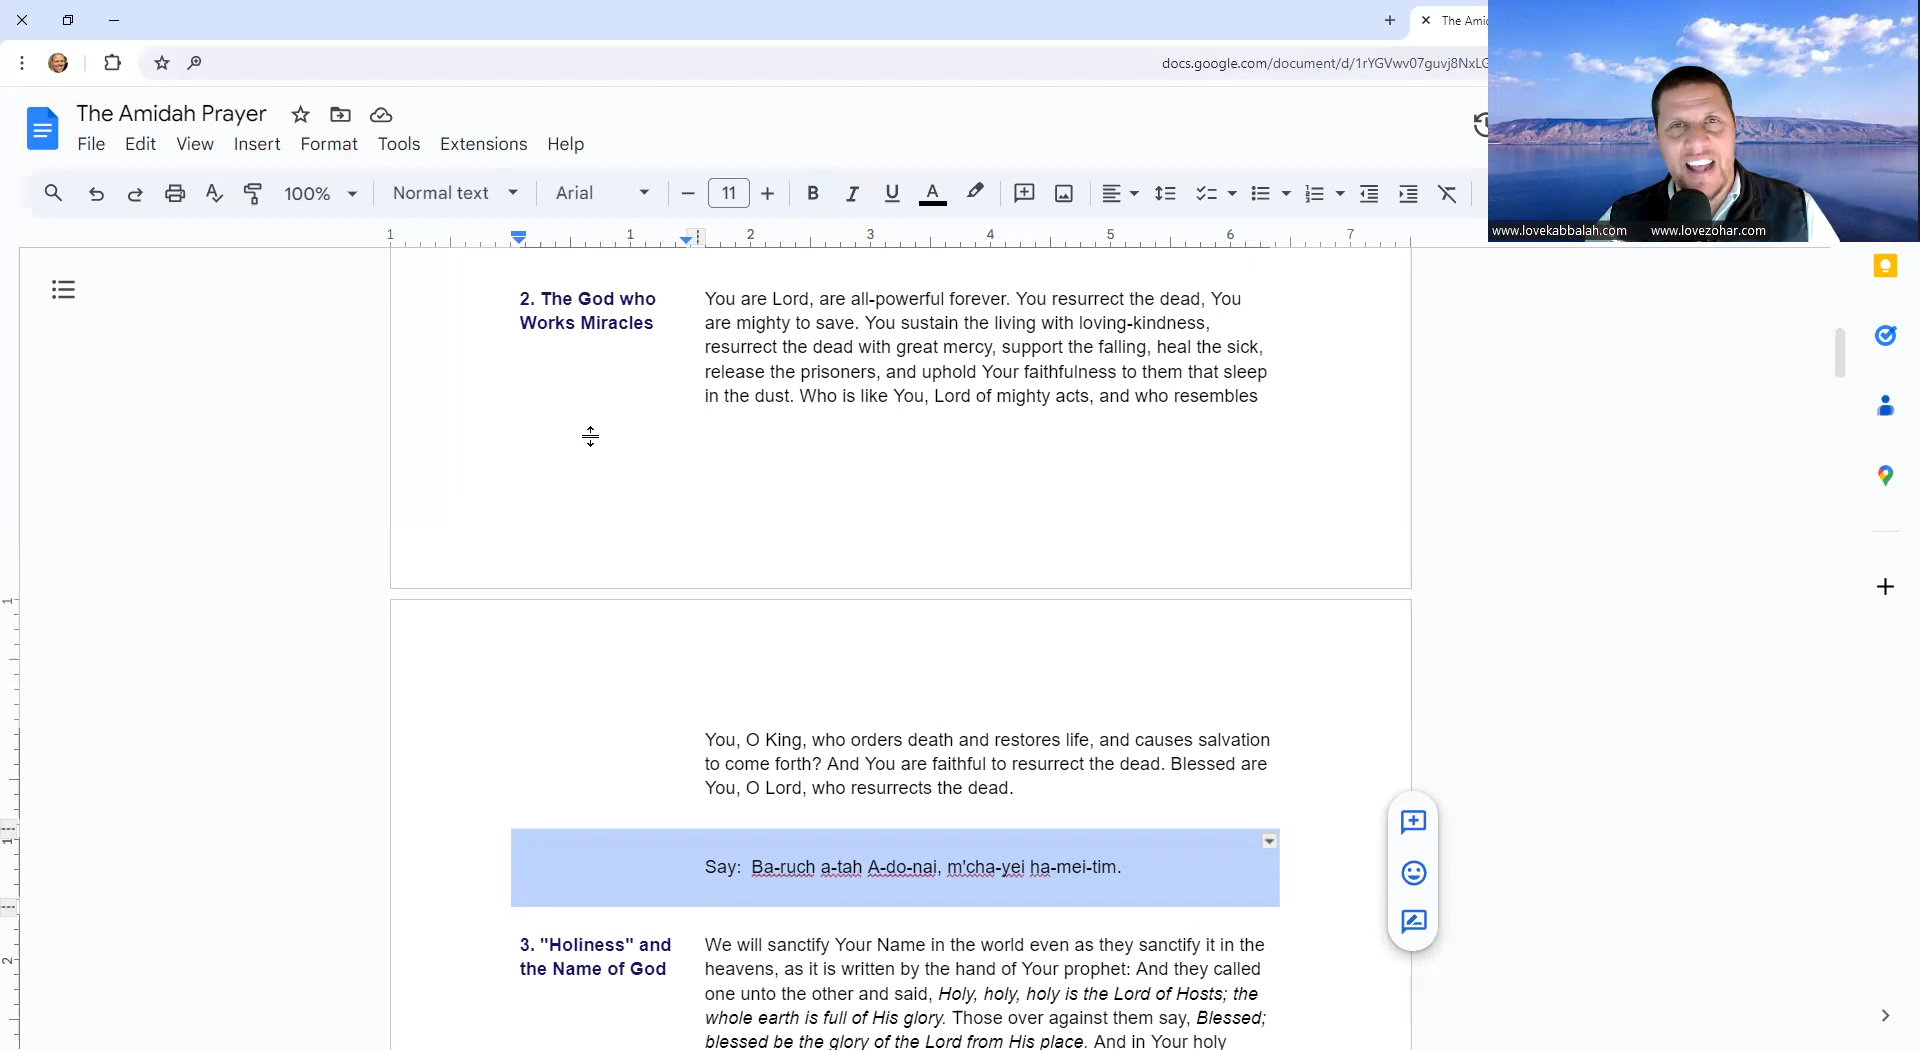 The Ami
docs.google.com/document/d/1rYGVwv07guvj8NxLG
The Amidah Prayer
File Edit View Insert Format Tools Extensions Help
100% Normal text Arial 11
www.lovekabbalah.com www.lovezohar.com
1 1 2 3 4 5 6 7
2. The God who
Works Miracles
You are Lord, are all-powerful forever. You resurrect the dead, You
are mighty to save. You sustain the living with loving-kindness,
resurrect the dead with great mercy, support the falling, heal the sick,
release the prisoners, and uphold Your faithfulness to them that sleep
in the dust. Who is like You, Lord of mighty acts, and who resembles
1
You, O King, who orders death and restores life, and causes salvation
to come forth? And You are faithful to resurrect the dead. Blessed are
You, O Lord, who resurrects the dead.
1
Say: Ba-ruch a-tah A-do-nai, m'cha-yei ha-mei-tim.
2
3. "Holiness" and
the Name of God
We will sanctify Your Name in the world even as they sanctify it in the
heavens, as it is written by the hand of Your prophet: And they called
one unto the other and said, Holy, holy, holy is the Lord of Hosts; the
whole earth is full of His glory. Those over against them say, Blessed;
blessed be the glory of the Lord from His place. And in Your holy